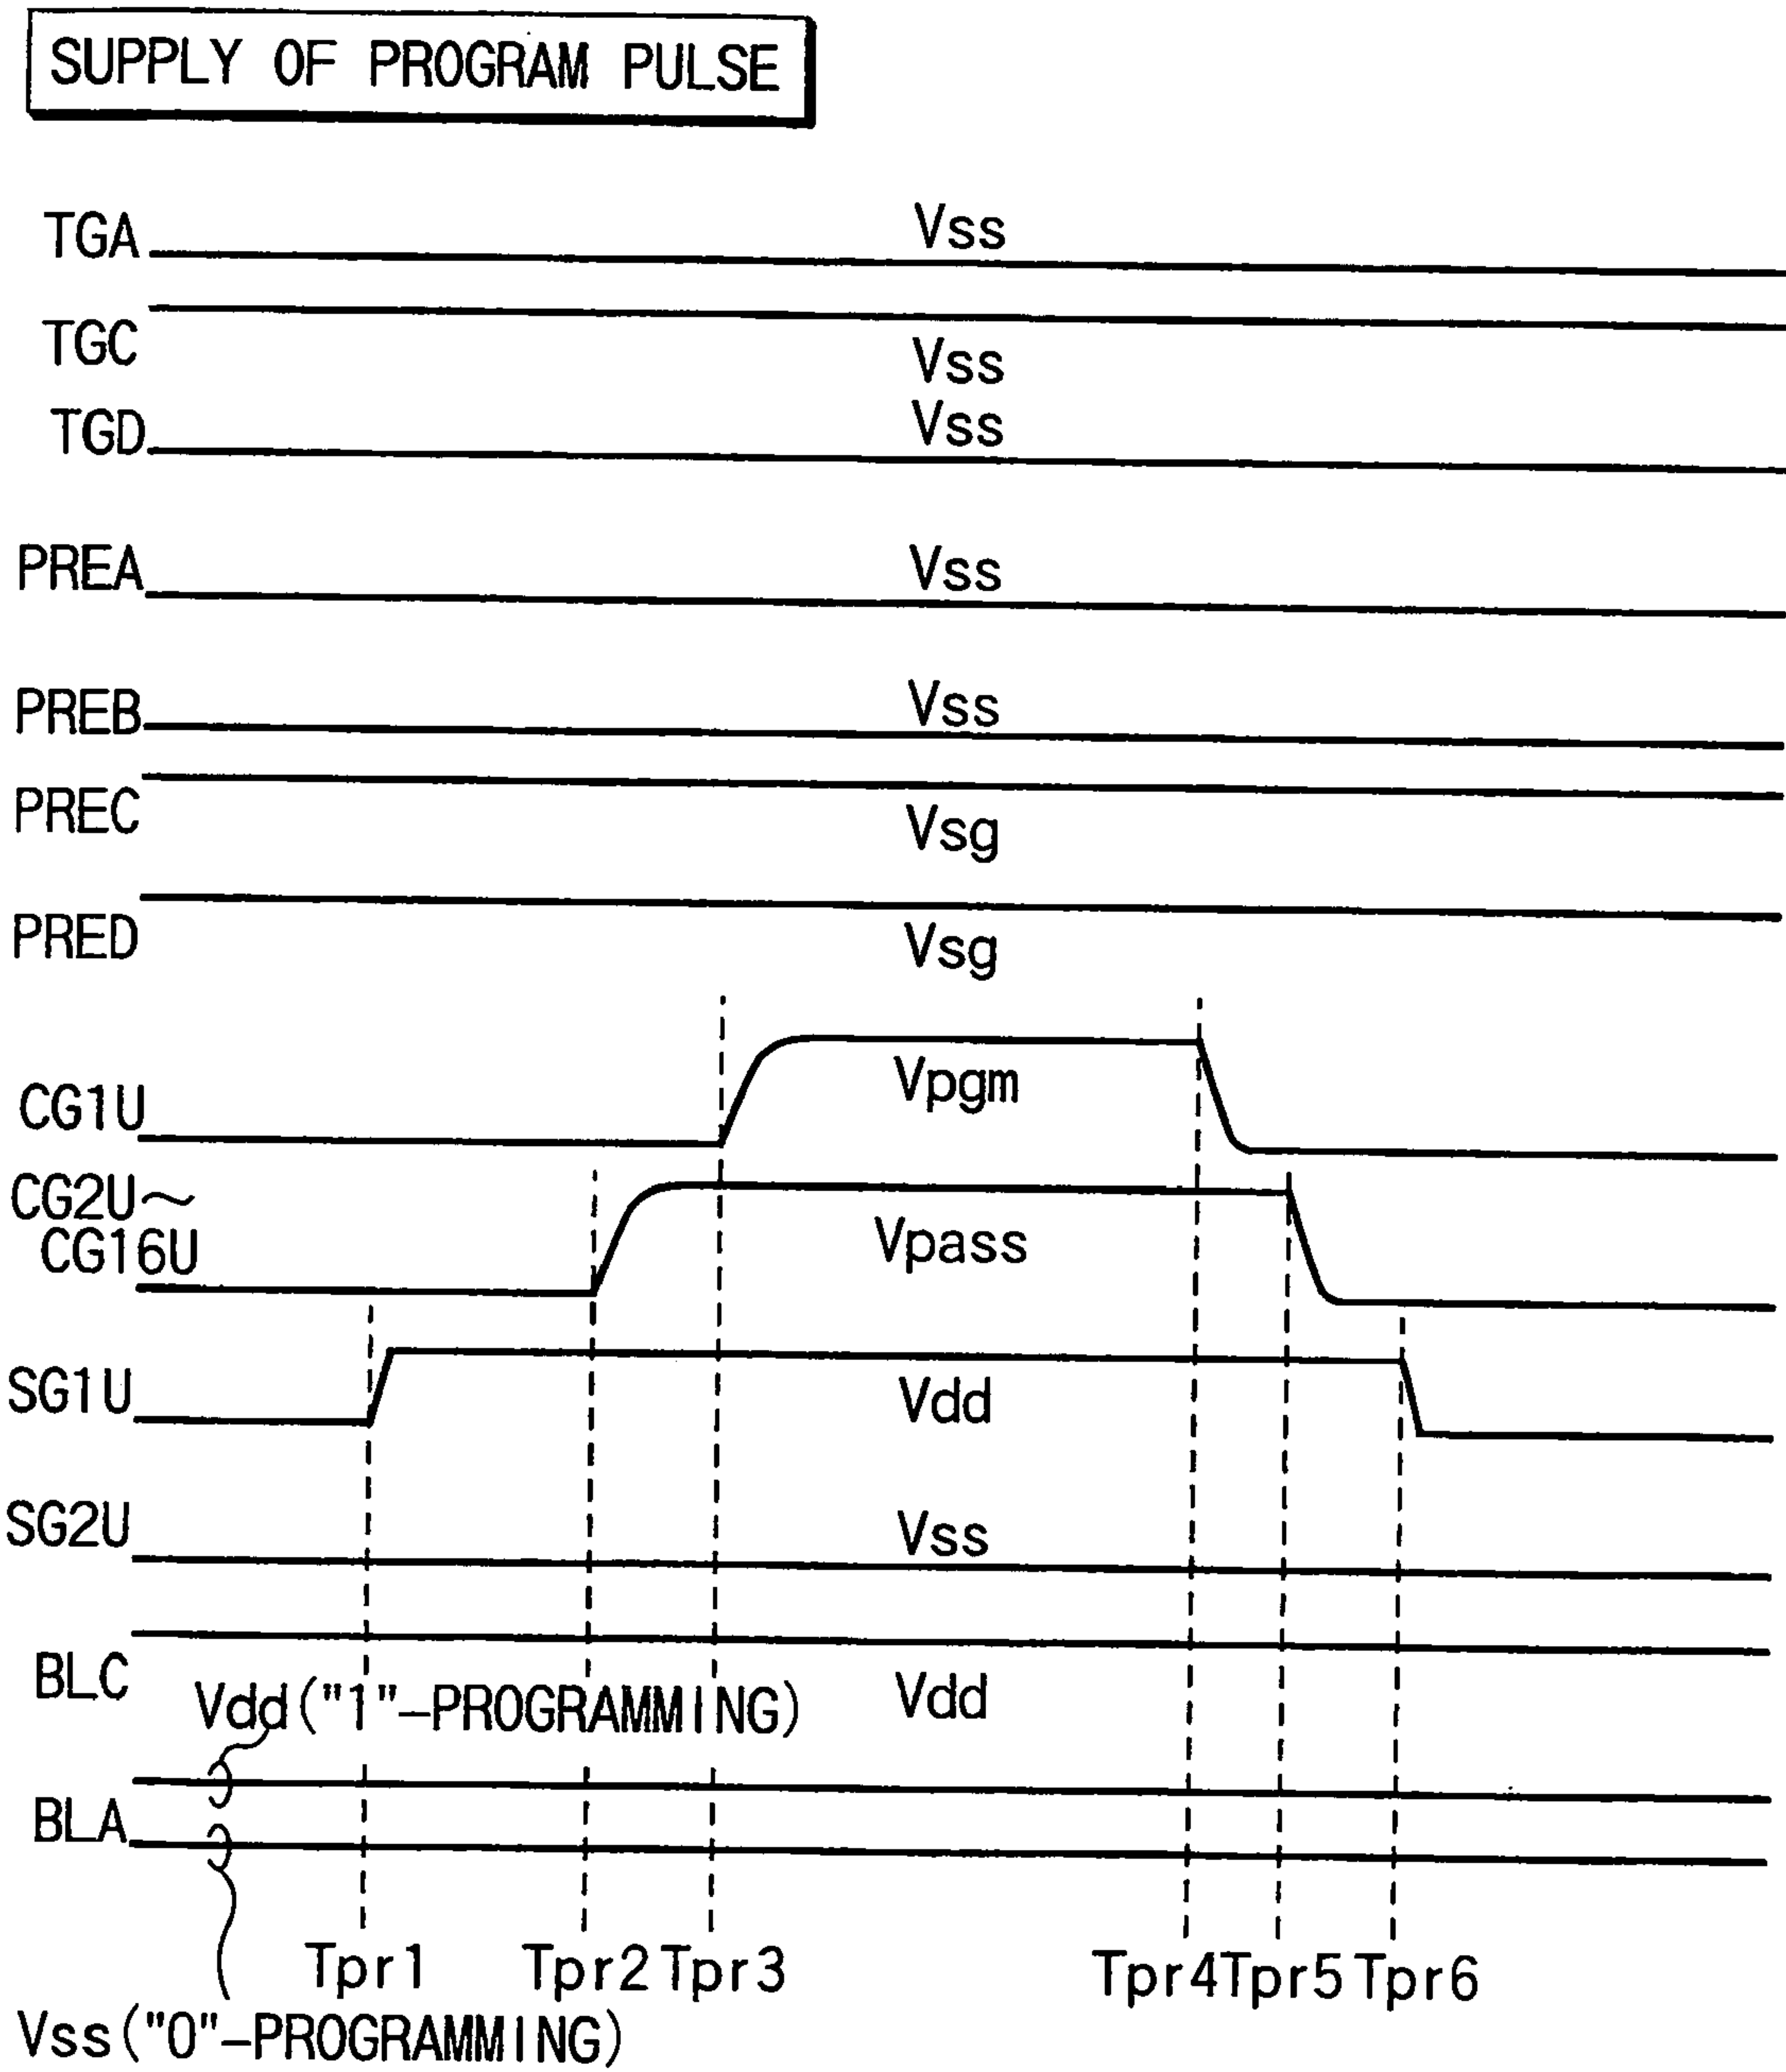 SUPPLY OF PROGRAM PULSE
TGA Vss
TGC Vss
TGD Vss
PREA Vss
PREB Vss
PREC Vsg
PRED Vsg
CG1U Vpgm
CG2U~
CG16U Vpass
SG1U Vdd
SG2U Vss
BLC Vdd
Vdd("1"-PROGRAMMING)
BLA
Tpr1 Tpr2 Tpr3 Tpr4 Tpr5 Tpr6
Vss("0"-PROGRAMMING)